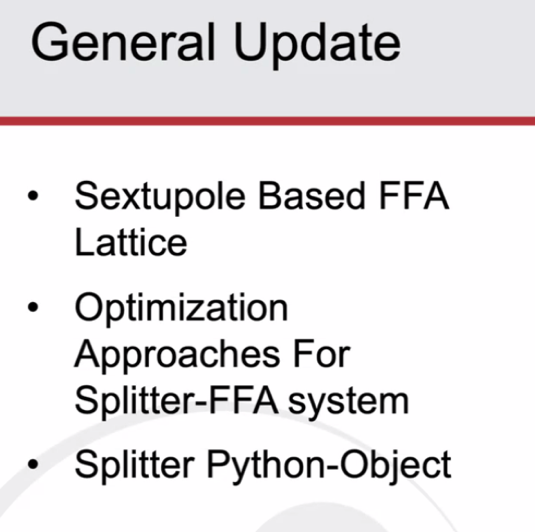 General Update
• Sextupole Based FFA
Lattice
• Optimization
Approaches For
Splitter-FFA system
• Splitter Python-Object